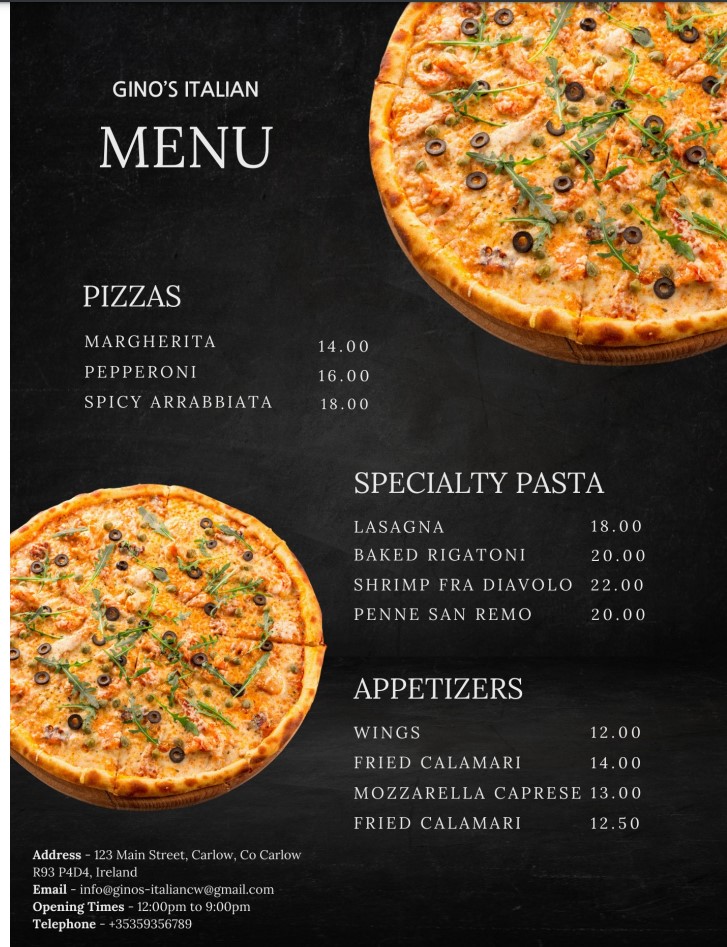 GINO'S ITALIAN
MENU
PIZZAS
MARGHERITA 14.00
PEPPERONI 16.00
SPICY ARRABBIATA 18.00
SPECIALTY PASTA
LASAGNA 18.00
BAKED RIGATONI 20.00
SHRIMP FRA DIAVOLO 22.00
PENNE SAN REMO 20.00
APPETIZERS
WINGS 12.00
FRIED CALAMARI 14.00
MOZZARELLA CAPRESE 13.00
FRIED CALAMARI 12.50
Address - 123 Main Street, Carlow, Co Carlow
R93 P4D4, Ireland
Email - info@ginos-italiancw@gmail.com
Opening Times - 12:00pm to 9:00pm
Telephone - +35359356789